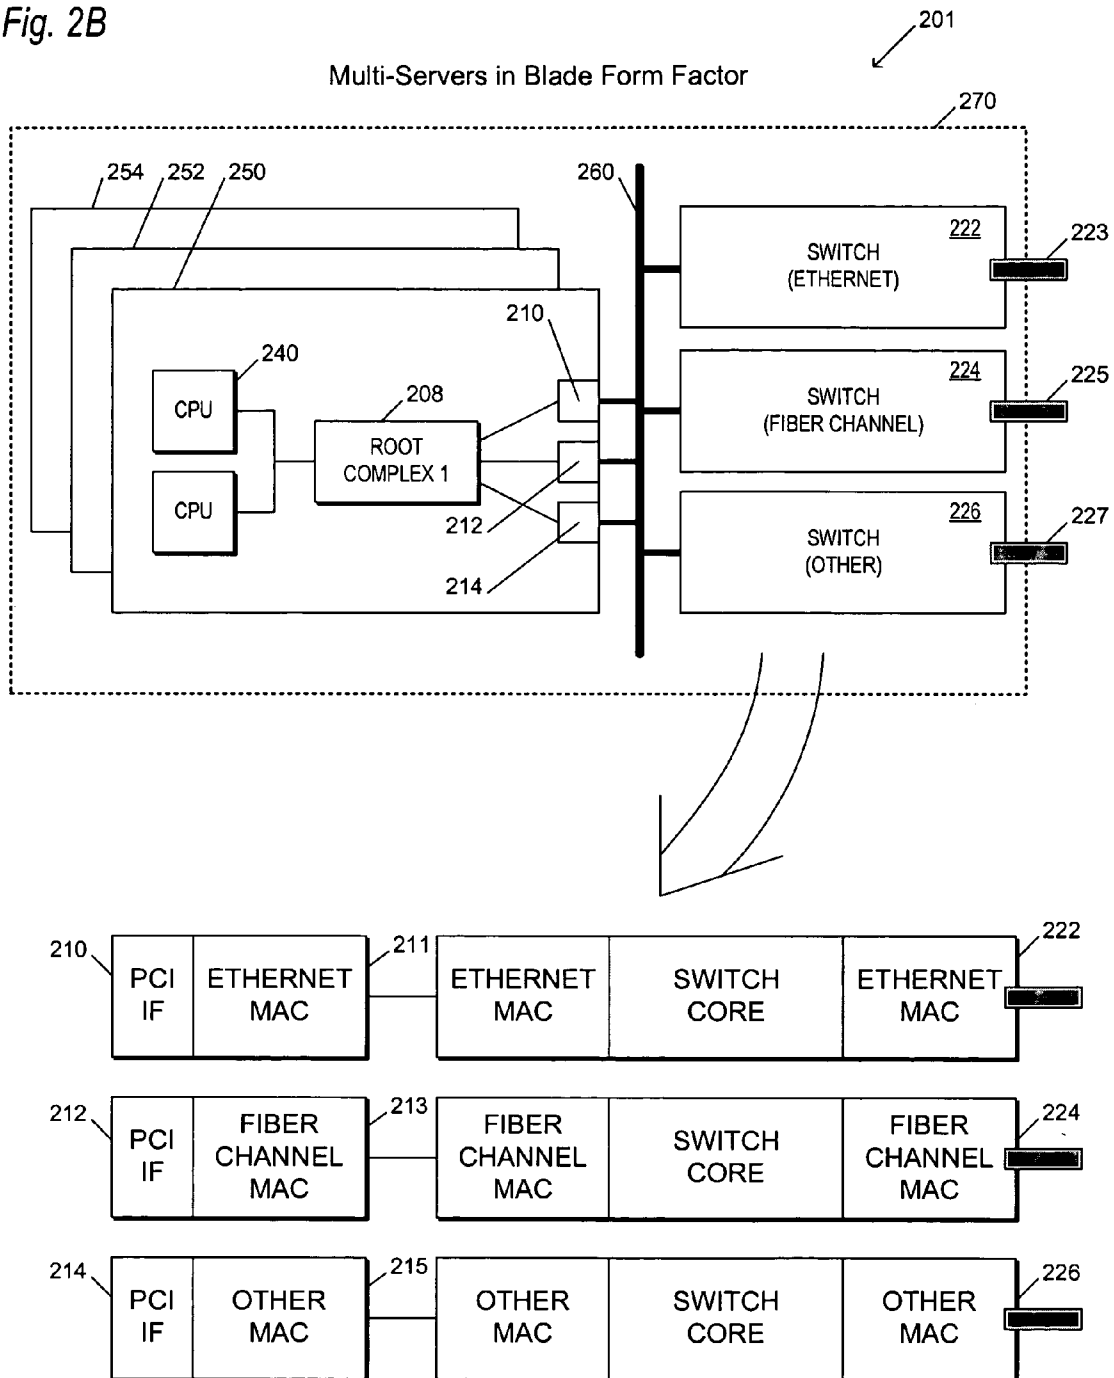 Fig. 2B
201
Multi-Servers in Blade Form Factor
270
254
252
250
260
222
SWITCH
(ETHERNET)
223
210
240
CPU
208
ROOT
COMPLEX 1
224
SWITCH
(FIBER CHANNEL)
225
CPU
212
214
226
SWITCH
(OTHER)
227
210
PCI
IF
ETHERNET
MAC
211
ETHERNET
MAC
SWITCH
CORE
ETHERNET
MAC
222
212
PCI
IF
FIBER
CHANNEL
MAC
213
FIBER
CHANNEL
MAC
SWITCH
CORE
FIBER
CHANNEL
MAC
224
214
PCI
IF
OTHER
MAC
215
OTHER
MAC
SWITCH
CORE
OTHER
MAC
226